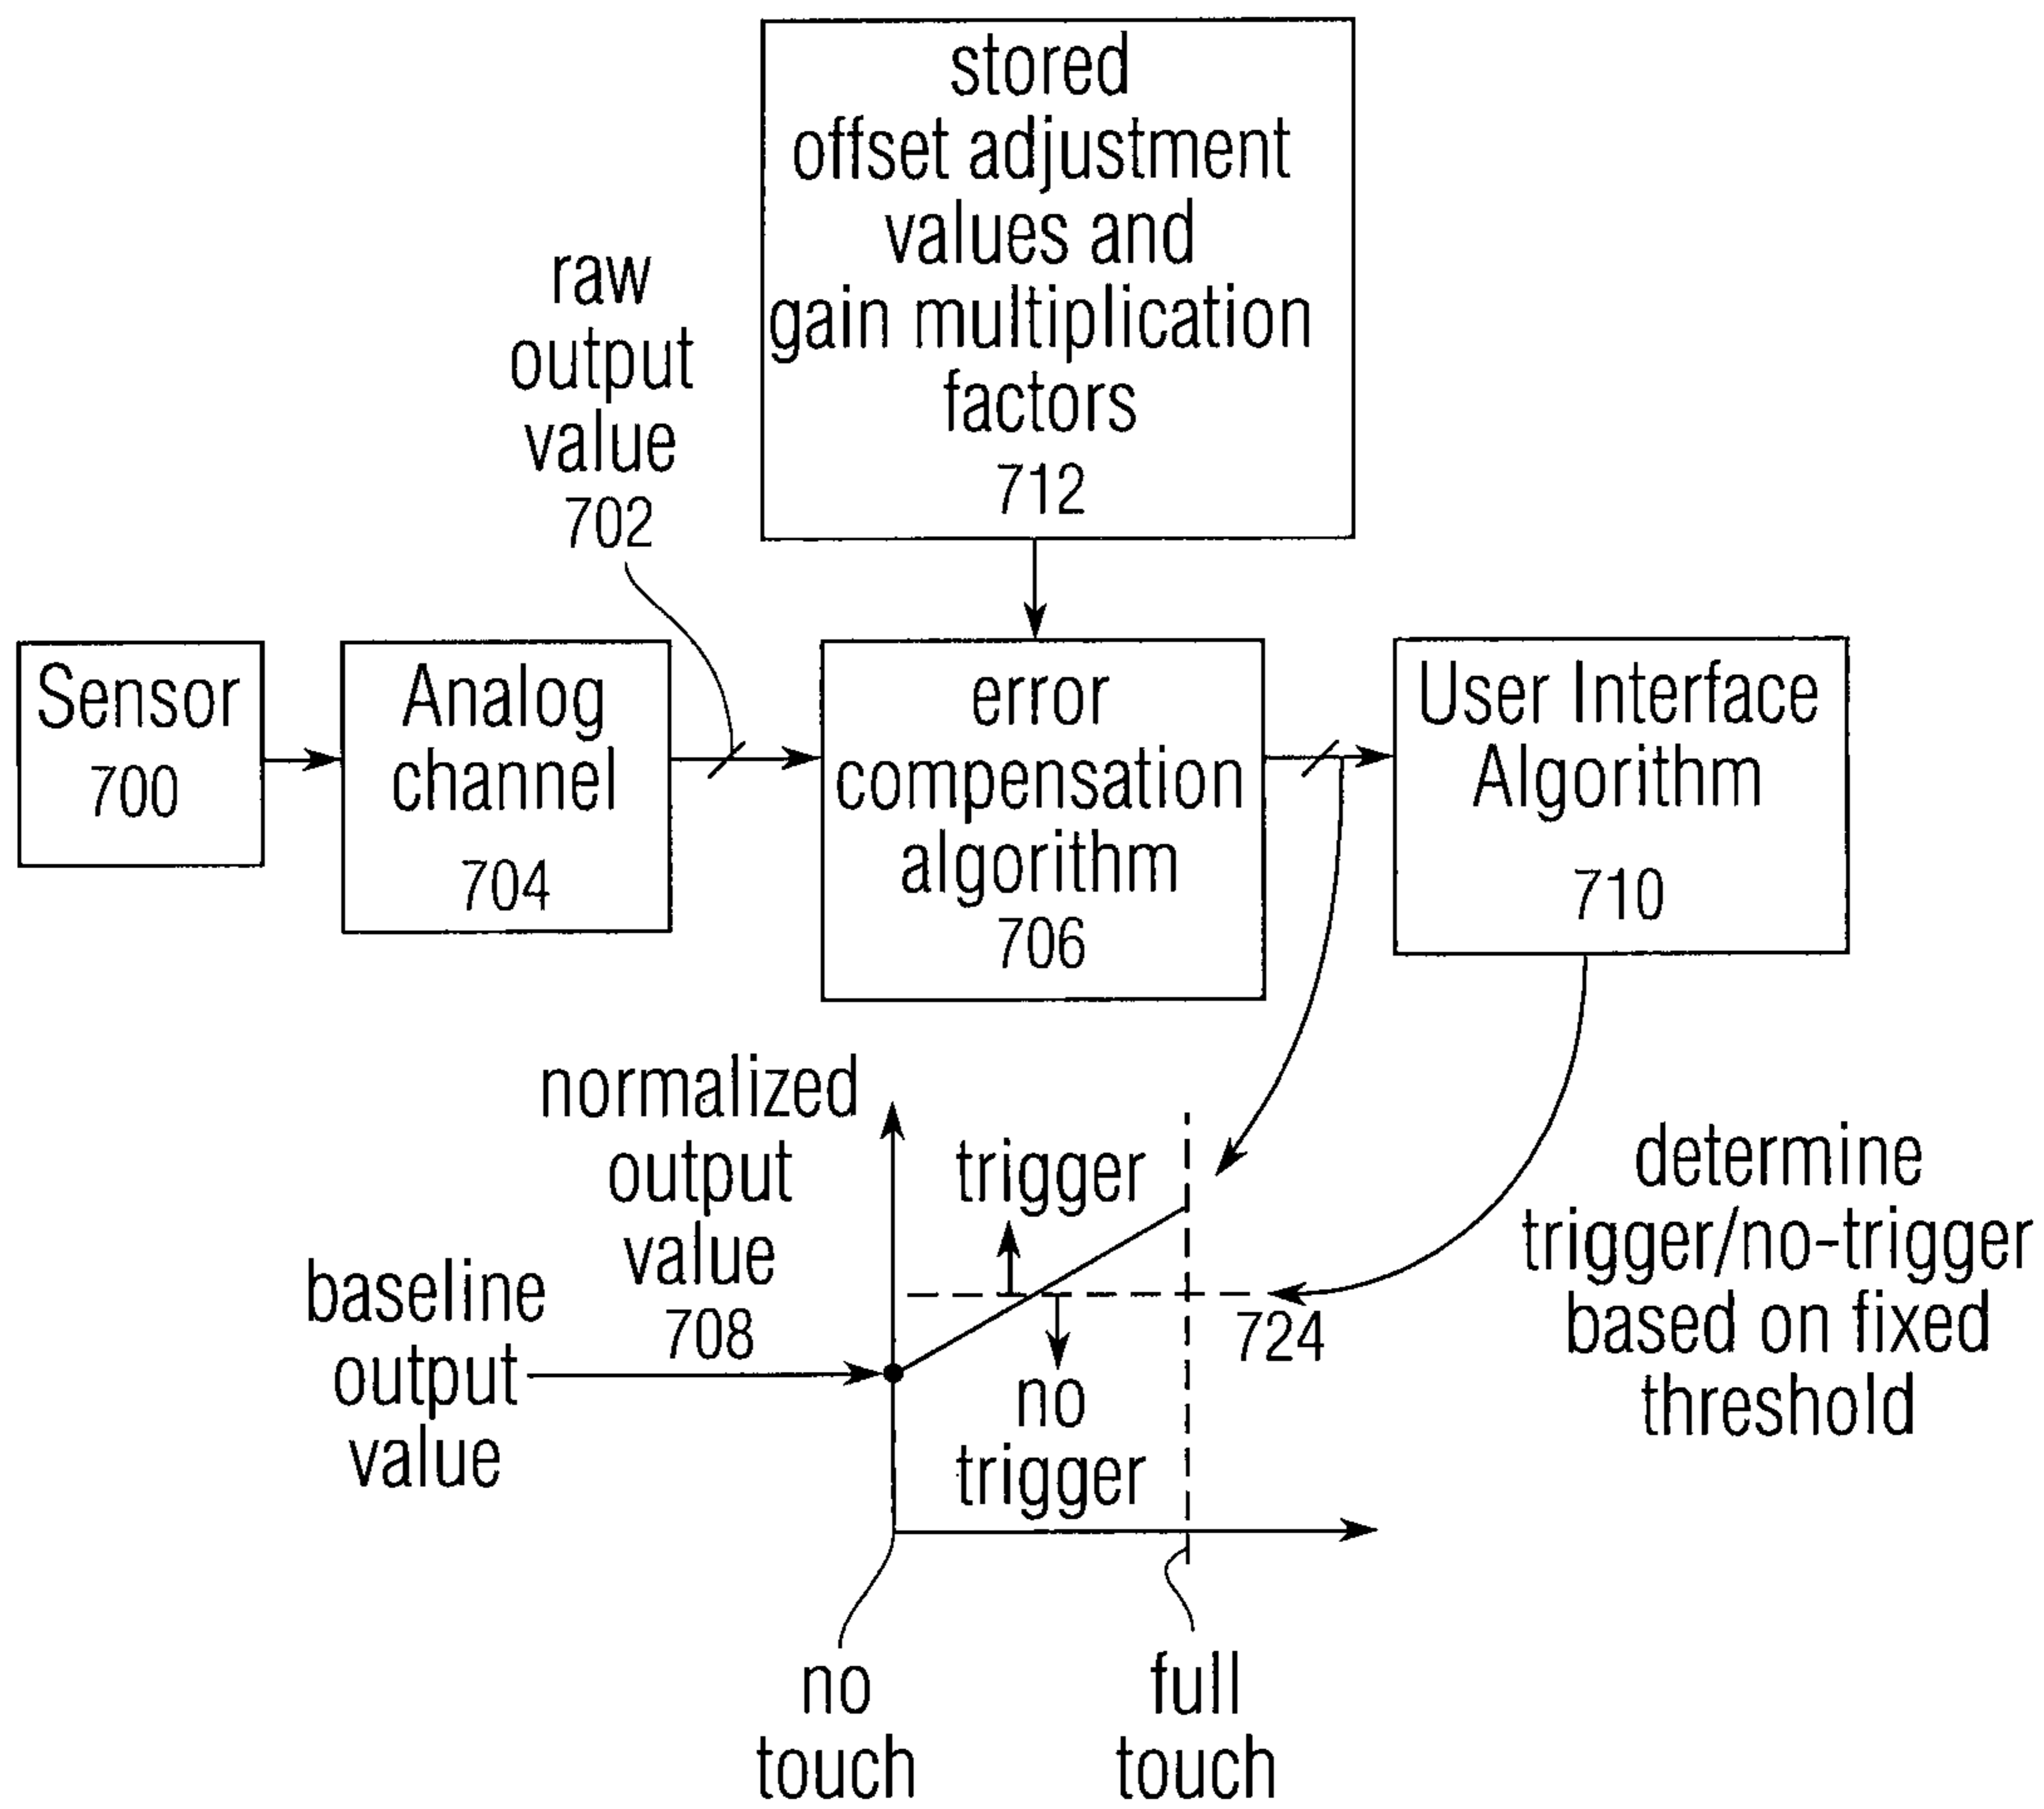 stored
offset adjustment
values and
gain multiplication
factors
712
raw
output
value
702
Sensor
700
Analog
channel
704
error
compensation
algorithm
706
User Interface
Algorithm
710
normalized
output
value
708
baseline
output
value
trigger
no
trigger
724
determine
trigger/no-trigger
based on fixed
threshold
no
touch
full
touch